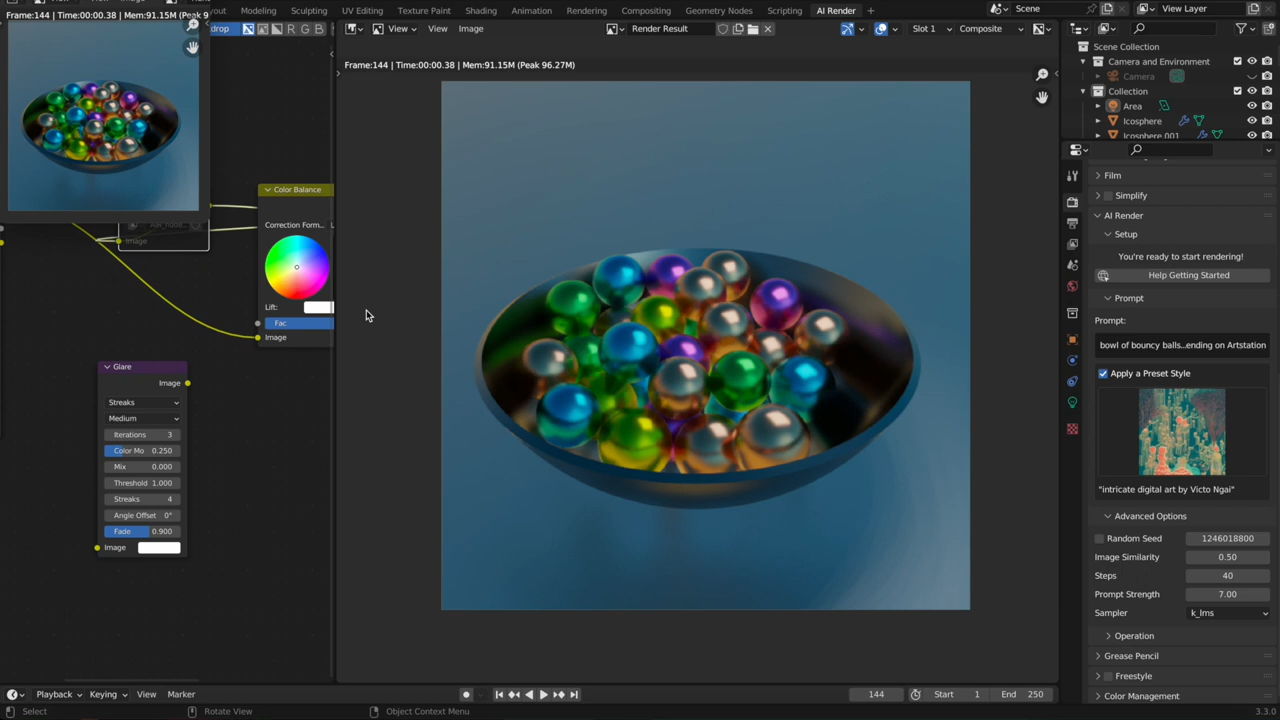 Modeling Sculpting UV Editing Texture Paint Shading Animation Rendering Compositing Geometry Nodes Scripting AI Render + Scene View Layer
Frame:144 | Time:00:00.38 | Mem:91.15M (Peak 9
drop R G B View View Image Render Result Slot 1 Composite
Frame:144 | Time:00:00.38 | Mem:91.15M (Peak 96.27M)
Scene Collection
Camera and Environment
Camera
Collection
Area
Icosphere
Icosphere.001
Image
Color Balance
Correction Form..
Lift:
Fac
Image
Glare
Image
Streaks
Medium
Iterations 3
Color Mo 0.250
Mix 0.000
Threshold 1.000
Streaks 4
Angle Offset 0°
Fade 0.900
Image
Film
Simplify
AI Render
Setup
You're ready to start rendering!
Help Getting Started
Prompt
Prompt:
bowl of bouncy balls...ending on Artstation
Apply a Preset Style
"intricate digital art by Victo Ngai"
Advanced Options
Random Seed 1246018800
Image Similarity 0.50
Steps 40
Prompt Strength 7.00
Sampler k_lms
Operation
Grease Pencil
Freestyle
Color Management
Playback Keying View Marker 144 Start 1 End 250
Select Rotate View Object Context Menu 3.3.0